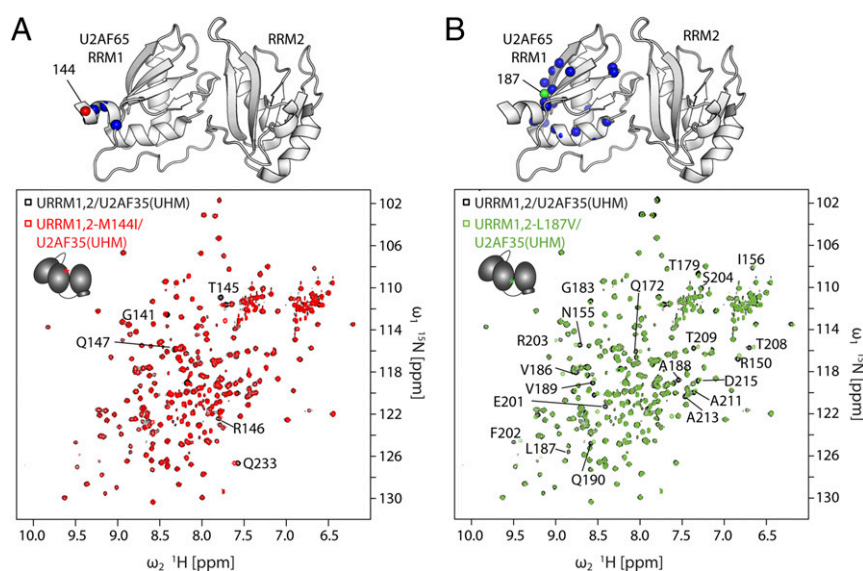 A
U2AF65
RRM1
RRM2
144
URRM1,2/U2AF35(UHM)
URRM1,2-M144I/
U2AF35(UHM)
T145
G141
Q147
R146
Q233
102
106
110
114
118
122
126
130
ω1 15N [ppm]
10.0 9.5 9.0 8.5 8.0 7.5 7.0 6.5
ω2 1H [ppm]
B
U2AF65
RRM1
RRM2
187
URRM1,2/U2AF35(UHM)
URRM1,2-L187V/
U2AF35(UHM)
I156
T179
S204
Q172
G183
N155
R203
T209
T208
A188
R150
V186
V189
D215
E201
A211
A213
F202
L187
Q190
102
106
110
114
118
122
126
130
ω1 15N [ppm]
10.0 9.5 9.0 8.5 8.0 7.5 7.0 6.5
ω2 1H [ppm]